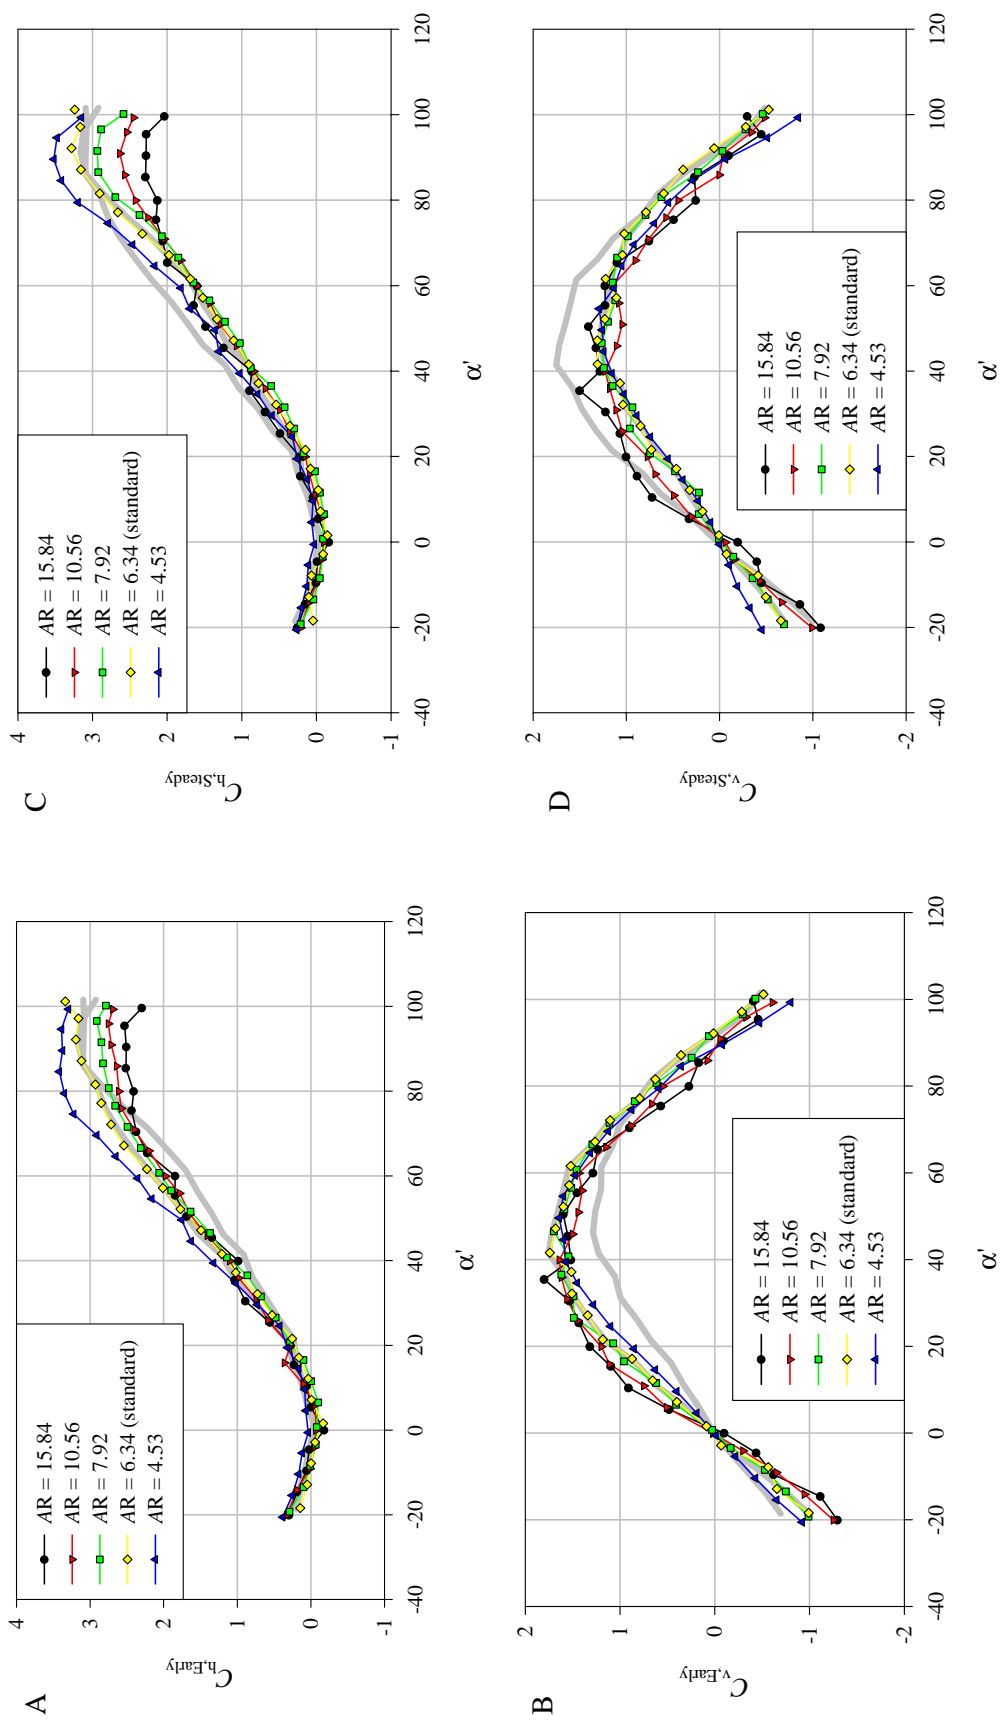 A
4
3
2
1
0
-1
C_h,Early
-40
-20
0
20
40
60
80
100
120
α'
AR = 15.84
AR = 10.56
AR = 7.92
AR = 6.34 (standard)
AR = 4.53
B
2
1
0
-1
-2
C_v,Early
-40
-20
0
20
40
60
80
100
120
α'
AR = 15.84
AR = 10.56
AR = 7.92
AR = 6.34 (standard)
AR = 4.53
C
4
3
2
1
0
-1
C_h,Steady
-40
-20
0
20
40
60
80
100
120
α'
AR = 15.84
AR = 10.56
AR = 7.92
AR = 6.34 (standard)
AR = 4.53
D
2
1
0
-1
-2
C_v,Steady
-40
-20
0
20
40
60
80
100
120
α'
AR = 15.84
AR = 10.56
AR = 7.92
AR = 6.34 (standard)
AR = 4.53